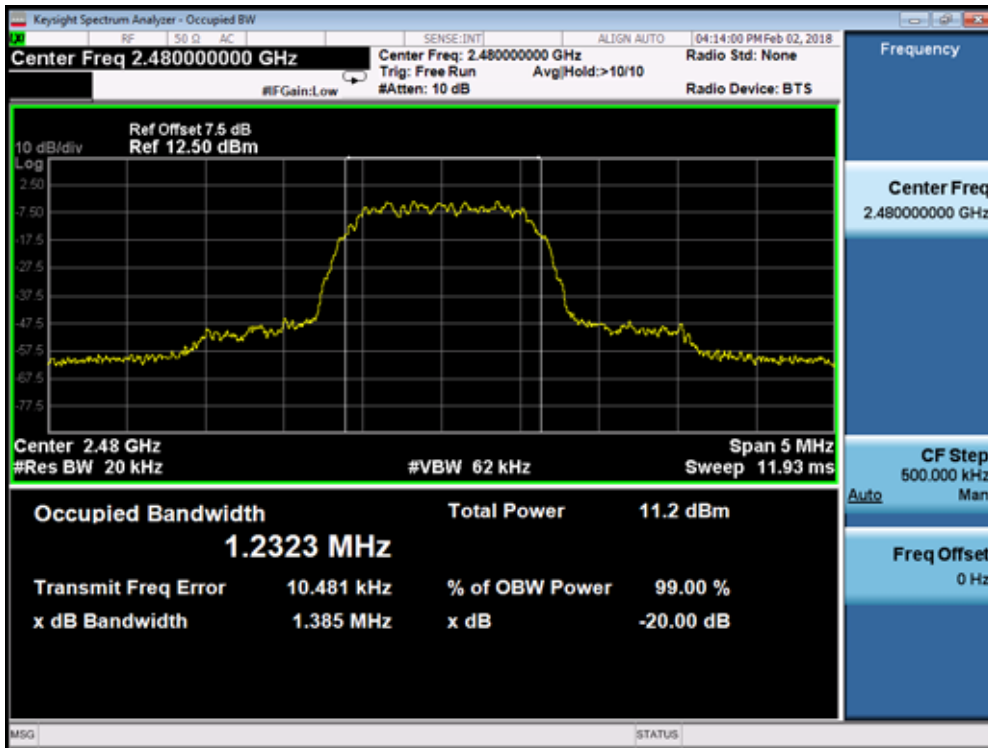 Keysight Spectrum Analyzer - Occupied BW
RF 50 Ω AC SENSE:INT ALIGN AUTO 04:14:00 PM Feb 02, 2018
Center Freq 2.480000000 GHz
Center Freq: 2.480000000 GHz Radio Std: None
Trig: Free Run Avg|Hold:>10/10
#IFGain:Low #Atten: 10 dB Radio Device: BTS
Ref Offset 7.5 dB
10 dB/div Ref 12.50 dBm
Log
2.50
-7.50
-17.5
-27.5
-37.5
-47.5
-57.5
-67.5
-77.5
Center 2.48 GHz Span 5 MHz
#Res BW 20 kHz #VBW 62 kHz Sweep 11.93 ms
Occupied Bandwidth Total Power 11.2 dBm
1.2323 MHz
Transmit Freq Error 10.481 kHz % of OBW Power 99.00 %
x dB Bandwidth 1.385 MHz x dB -20.00 dB
Frequency
Center Freq
2.480000000 GHz
CF Step
500.000 kHz
Auto Man
Freq Offset
0 Hz
MSG STATUS